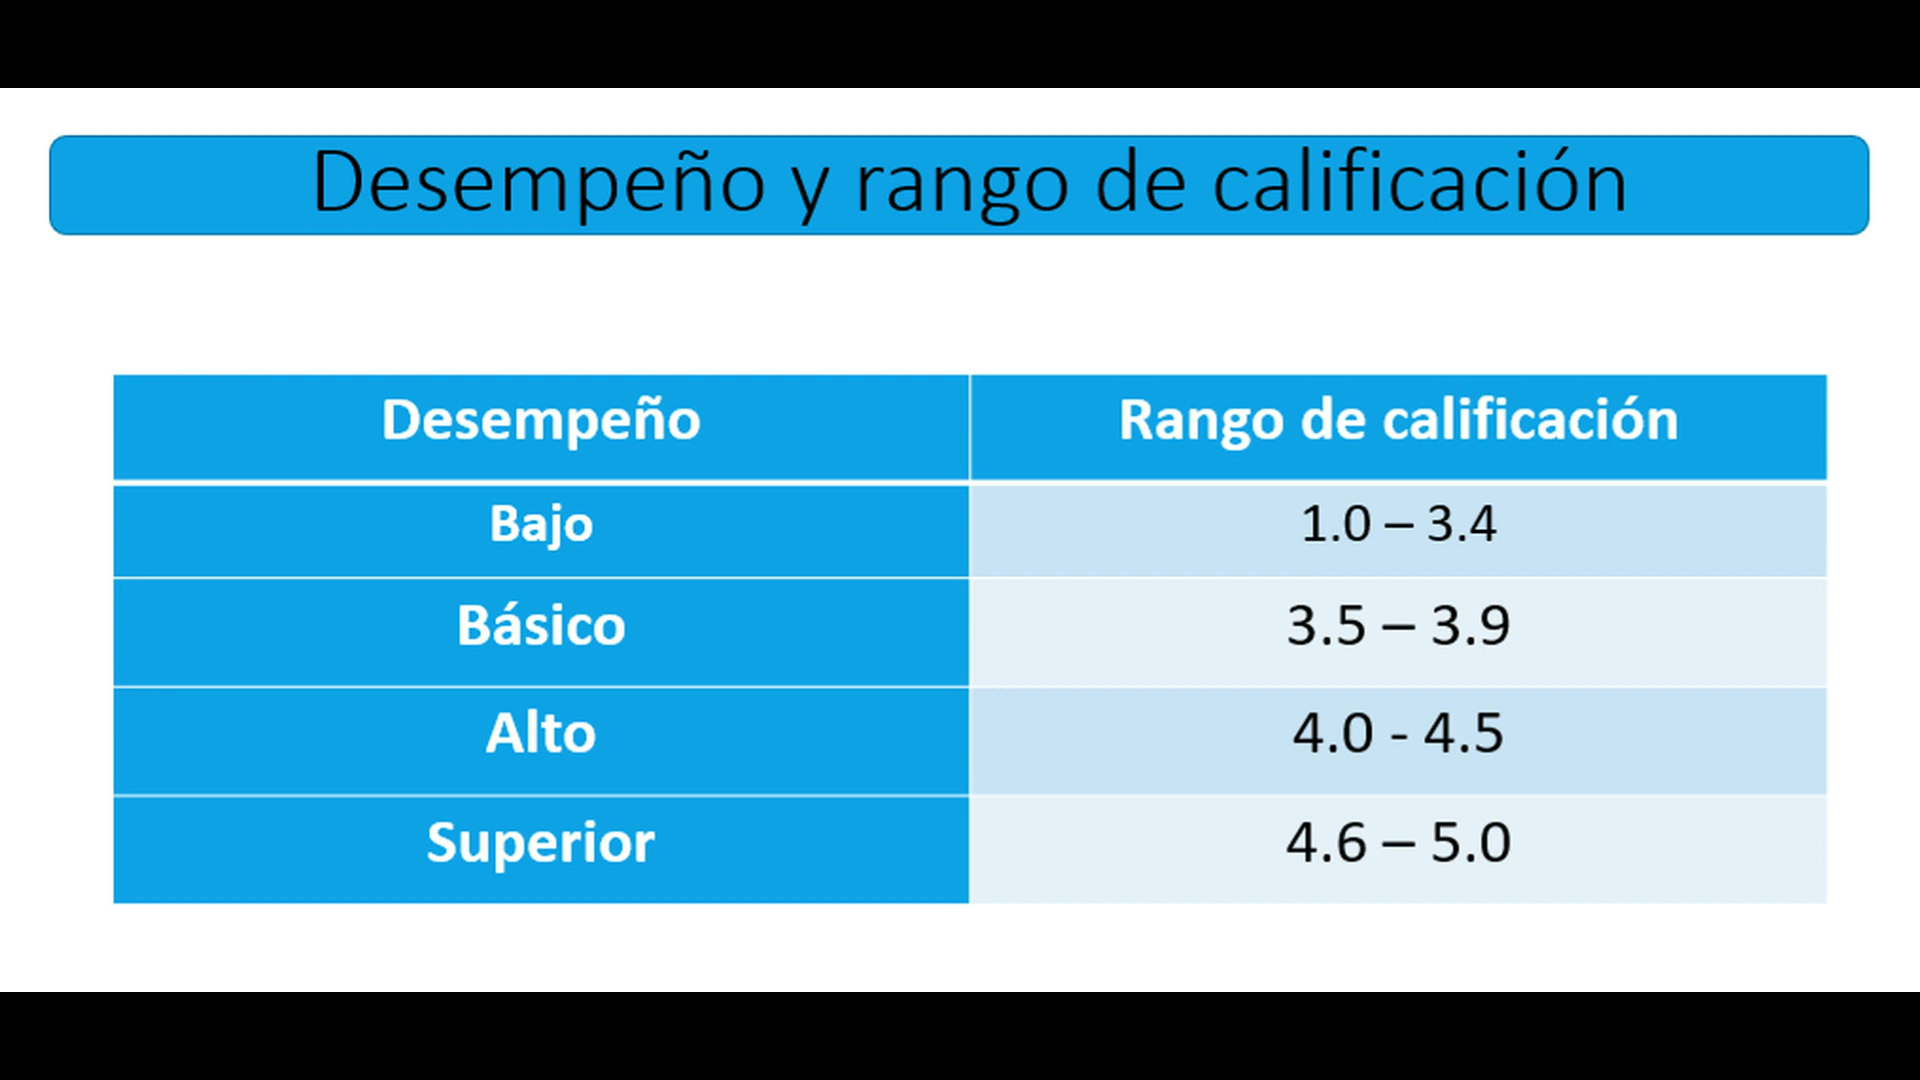 Desempeño y rango de calificación
Desempeño Rango de calificación
Bajo 1.0 – 3.4
Básico 3.5 – 3.9
Alto 4.0 - 4.5
Superior 4.6 – 5.0